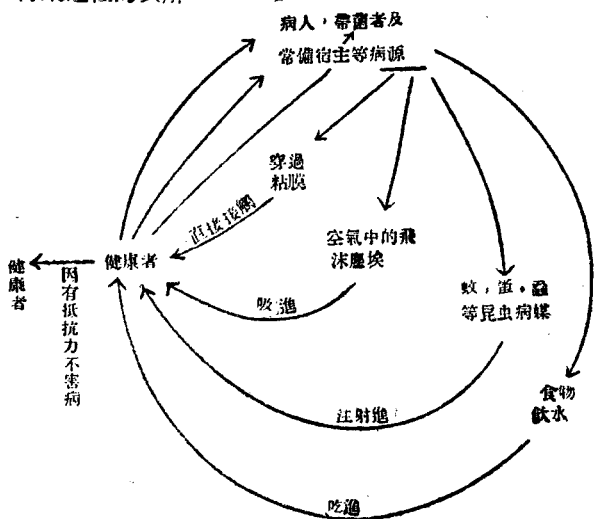 病人，帶菌者及
常備宿主等病源
穿過
粘膜
直接接觸
空氣中的飛
沫塵埃
健康者
健康者
因有抵抗力不害病
吸進
蚊，蚤，蝨
等昆虫病媒
注射進
食物
飲水
吃進